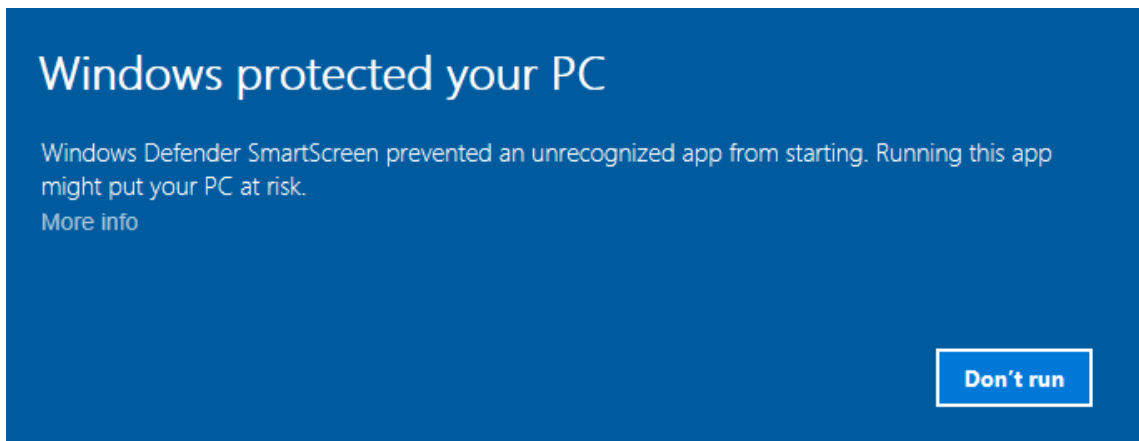 Windows protected your PC
Windows Defender SmartScreen prevented an unrecognized app from starting. Running this app
might put your PC at risk.
More info
Don't run